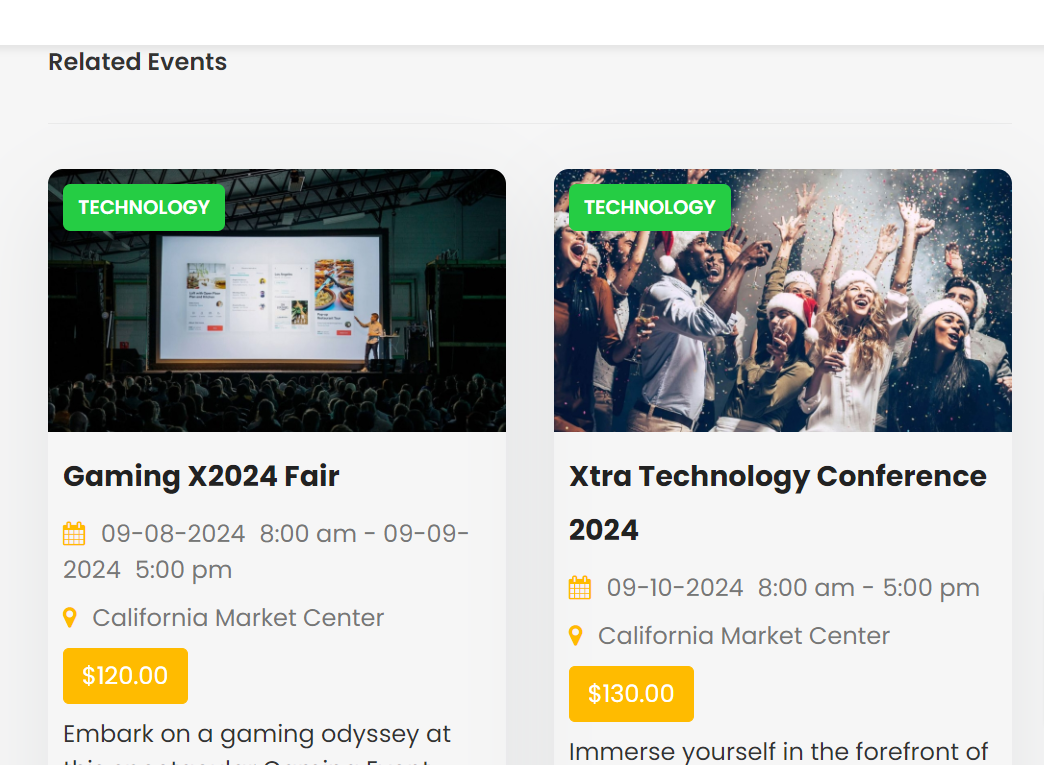 Related Events
TECHNOLOGY
Gaming X2024 Fair
09-08-2024 8:00 am - 09-09-
2024 5:00 pm
California Market Center
$120.00
Embark on a gaming odyssey at
TECHNOLOGY
Xtra Technology Conference
2024
09-10-2024 8:00 am - 5:00 pm
California Market Center
$130.00
Immerse yourself in the forefront of